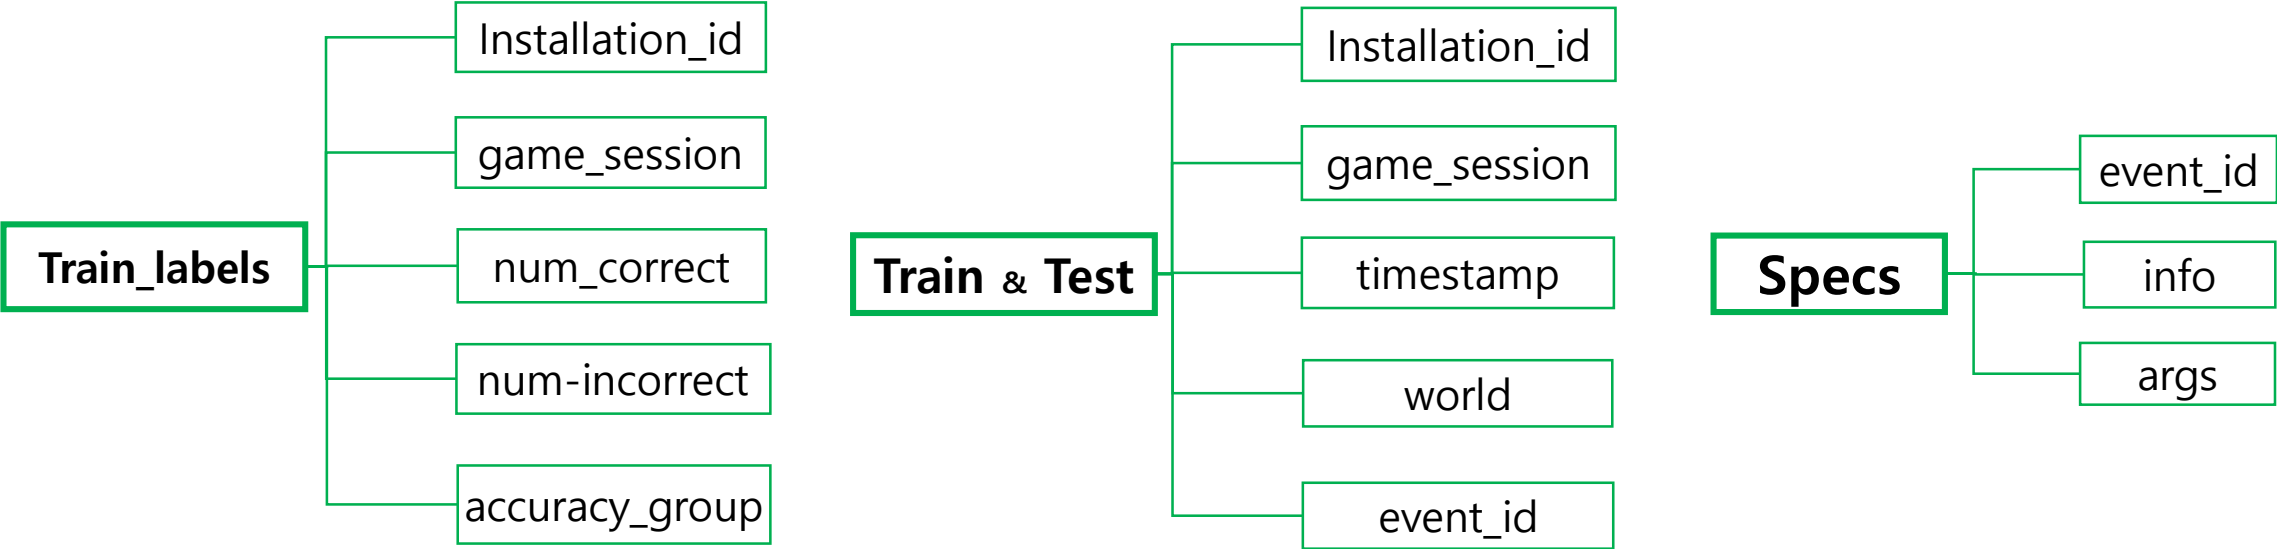 Train_labels
Installation_id
game_session
num_correct
num-incorrect
accuracy_group
Train & Test
Installation_id
game_session
timestamp
world
event_id
Specs
event_id
info
args